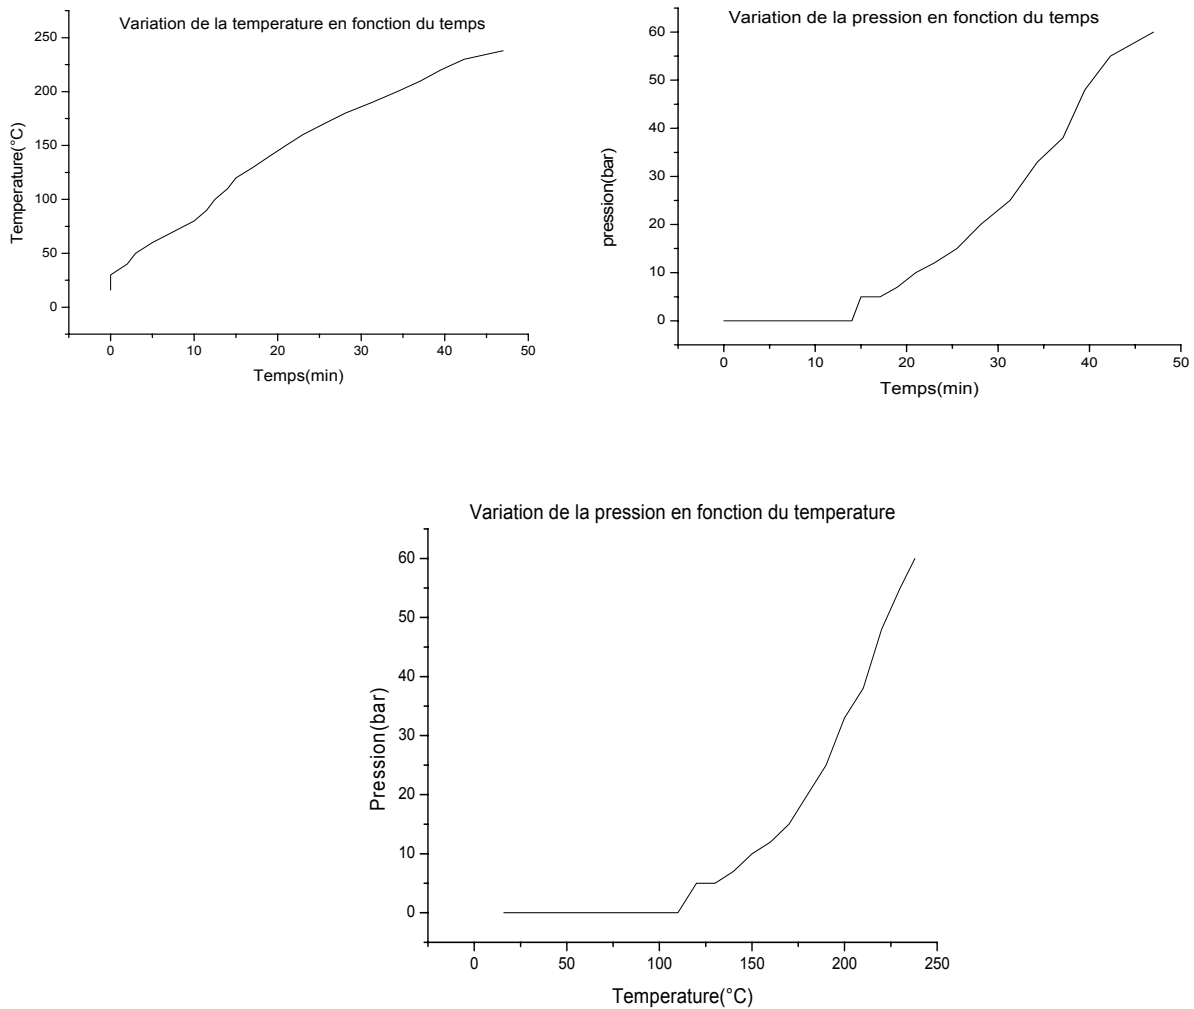 Variation de la temperature en fonction du temps
250
200
150
100
50
0
Temperature(°C)
0 10 20 30 40 50
Temps(min)
Variation de la pression en fonction du temps
60
50
40
30
20
10
0
pression(bar)
0 10 20 30 40 50
Temps(min)
Variation de la pression en fonction du temperature
60
50
40
30
20
10
0
Pression(bar)
0 50 100 150 200 250
Temperature(°C)